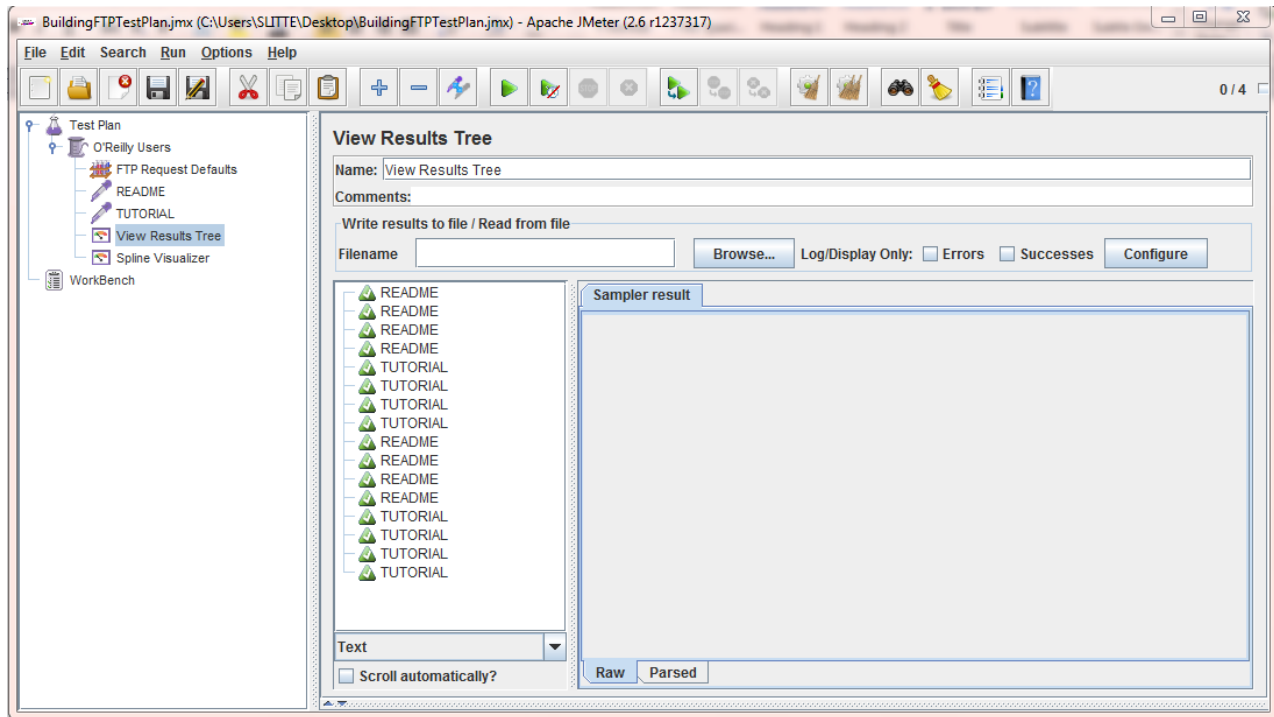 BuildingFTPTestPlan.jmx (C:\Users\SLITTE\Desktop\BuildingFTPTestPlan.jmx) - Apache JMeter (2.6 r1237317)
File Edit Search Run Options Help
0 / 4
Test Plan
O'Reilly Users
FTP Request Defaults
README
TUTORIAL
View Results Tree
Spline Visualizer
WorkBench
View Results Tree
Name: View Results Tree
Comments:
Write results to file / Read from file
Filename Browse... Log/Display Only: Errors Successes Configure
README
README
README
README
TUTORIAL
TUTORIAL
TUTORIAL
TUTORIAL
README
README
README
README
TUTORIAL
TUTORIAL
TUTORIAL
TUTORIAL
Text
Scroll automatically?
Sampler result
Raw Parsed